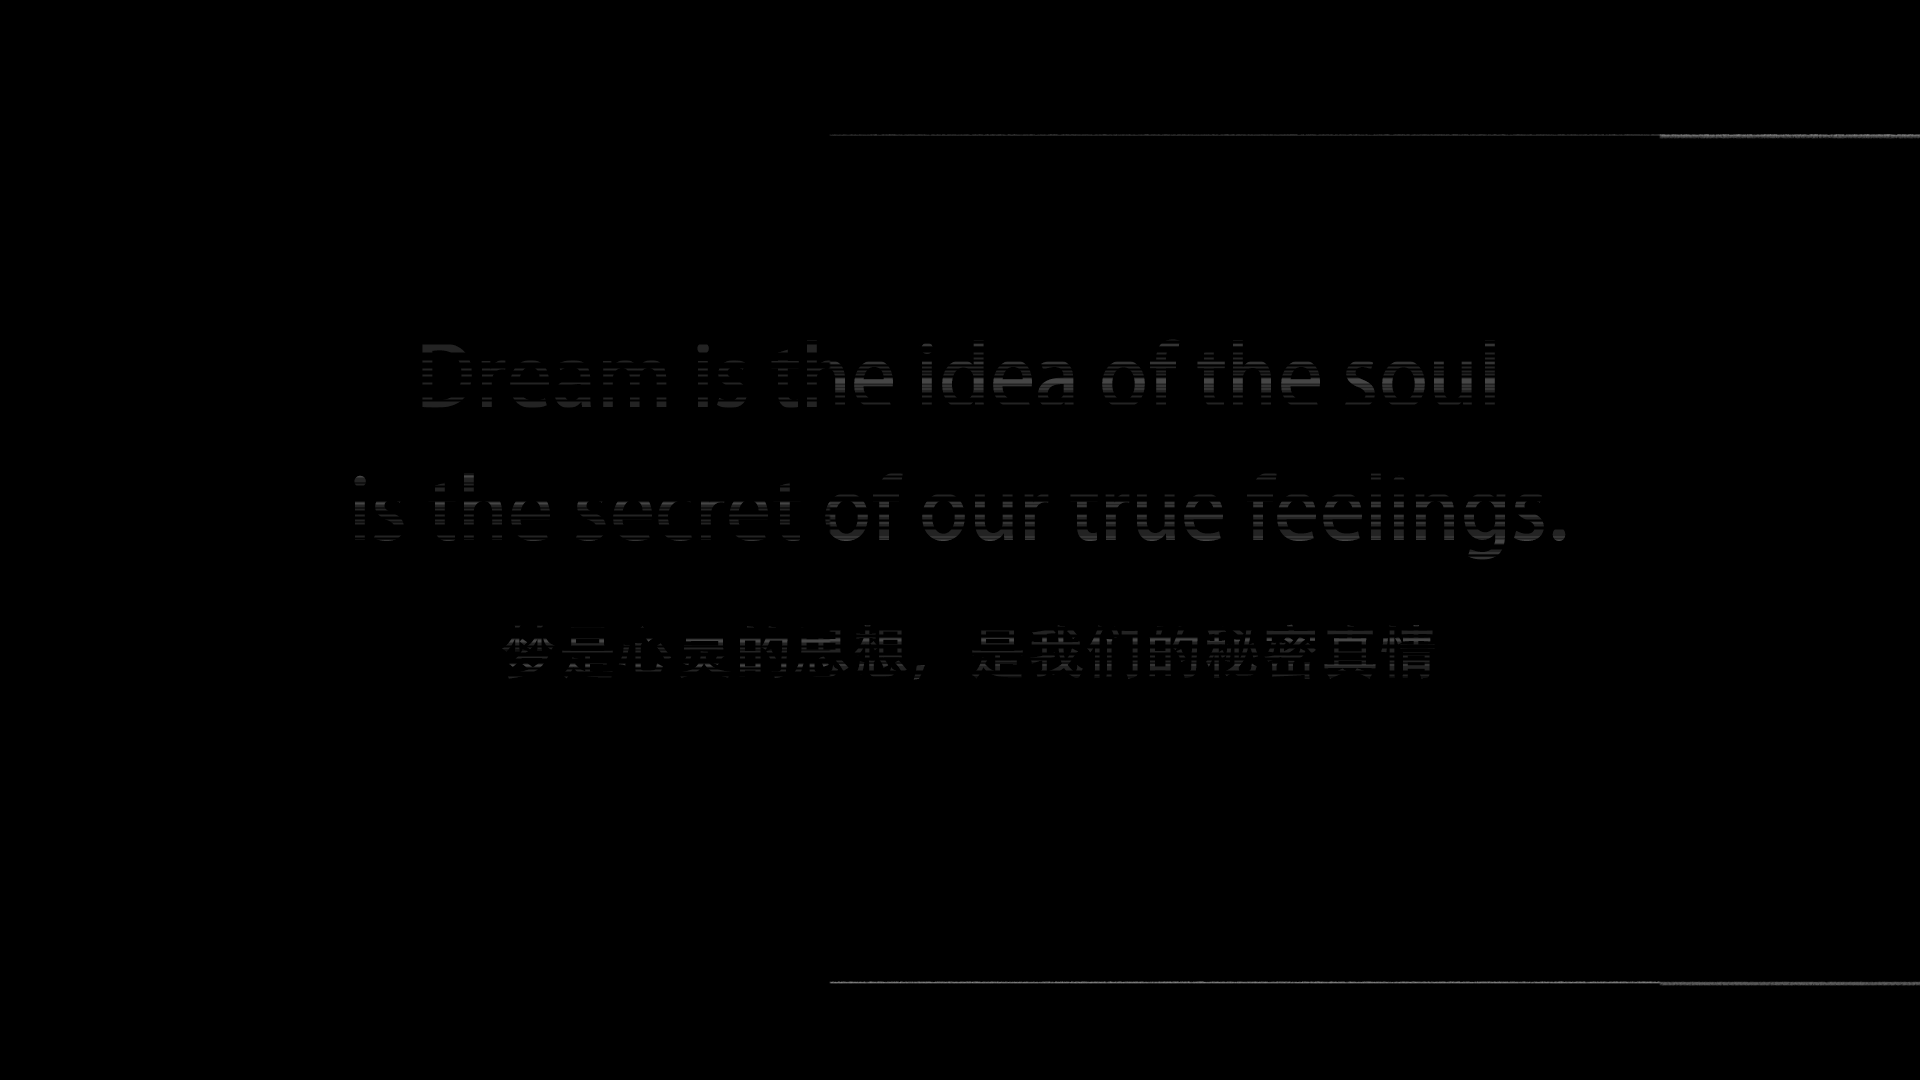 Dream is the idea of the soul
is the secret of our true feelings.
梦是心灵的思想，是我们的秘密真情